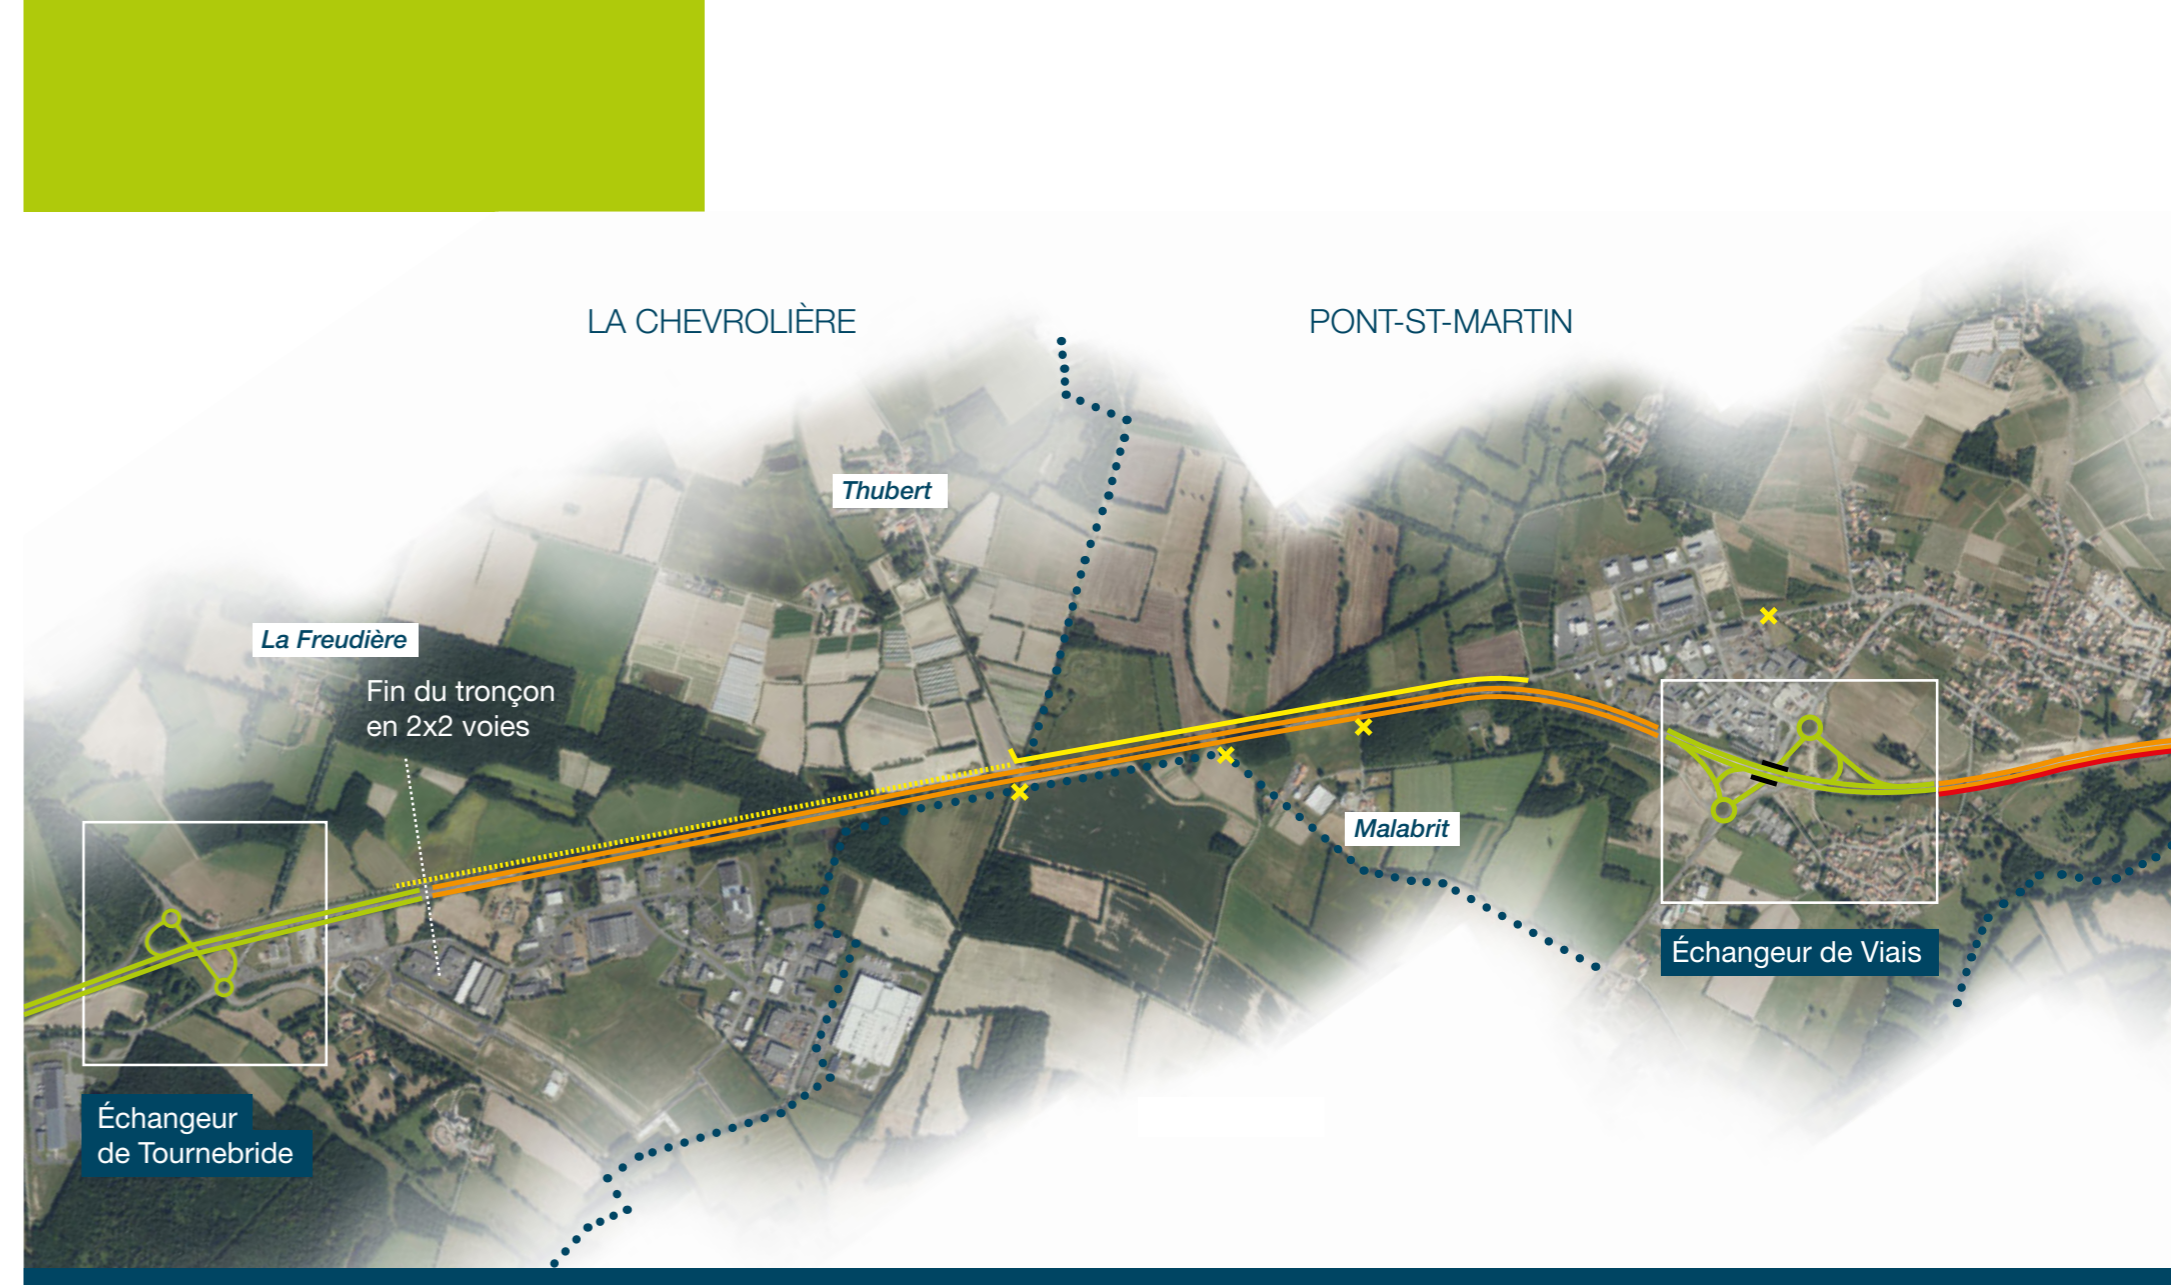 LA CHEVROLIÈRE
PONT-ST-MARTIN
Thubert
La Freudière
Fin du tronçon
en 2x2 voies
Malabrit
Échangeur de Viais
Échangeur
de Tournebride